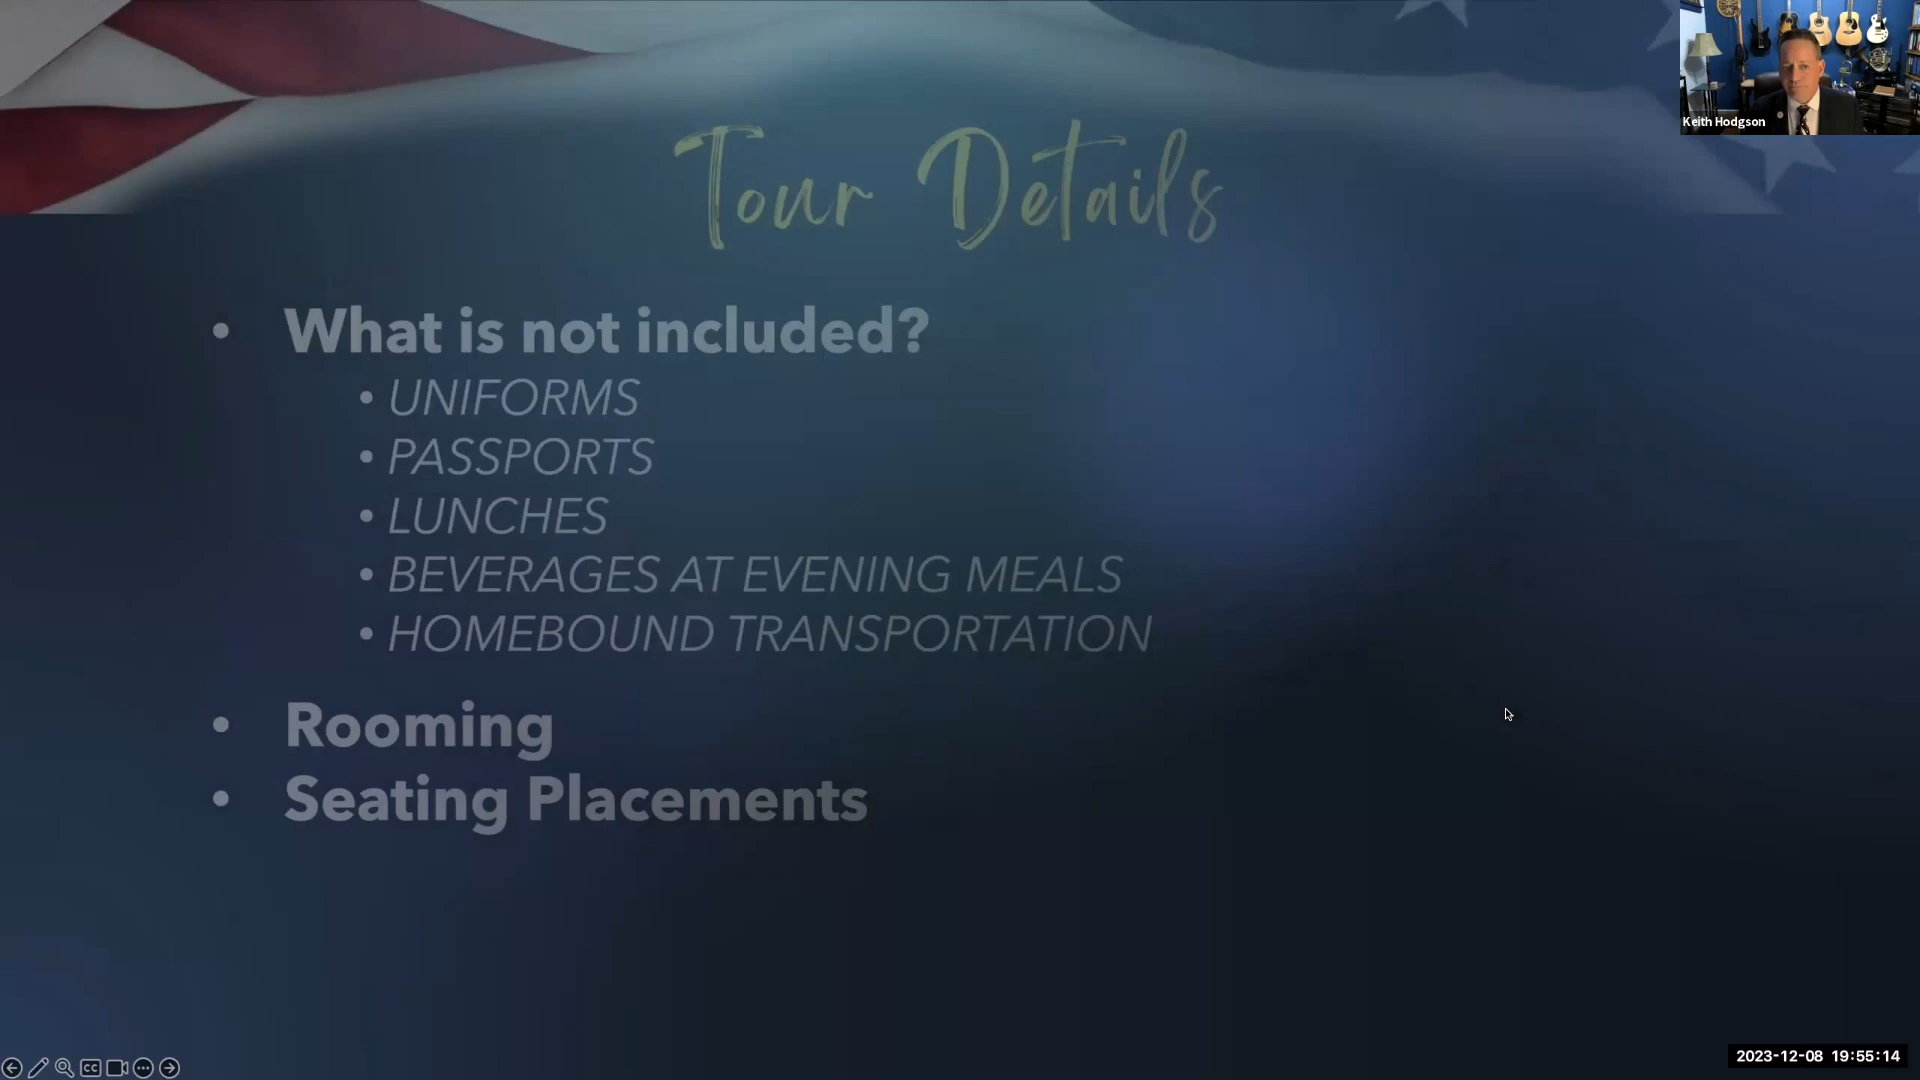 Tour Details
Keith Hodgson
• What is not included?
• UNIFORMS
• PASSPORTS
• LUNCHES
• BEVERAGES AT EVENING MEALS
• HOMEBOUND TRANSPORTATION
• Rooming
• Seating Placements
CC
2023-12-08 19:55:14